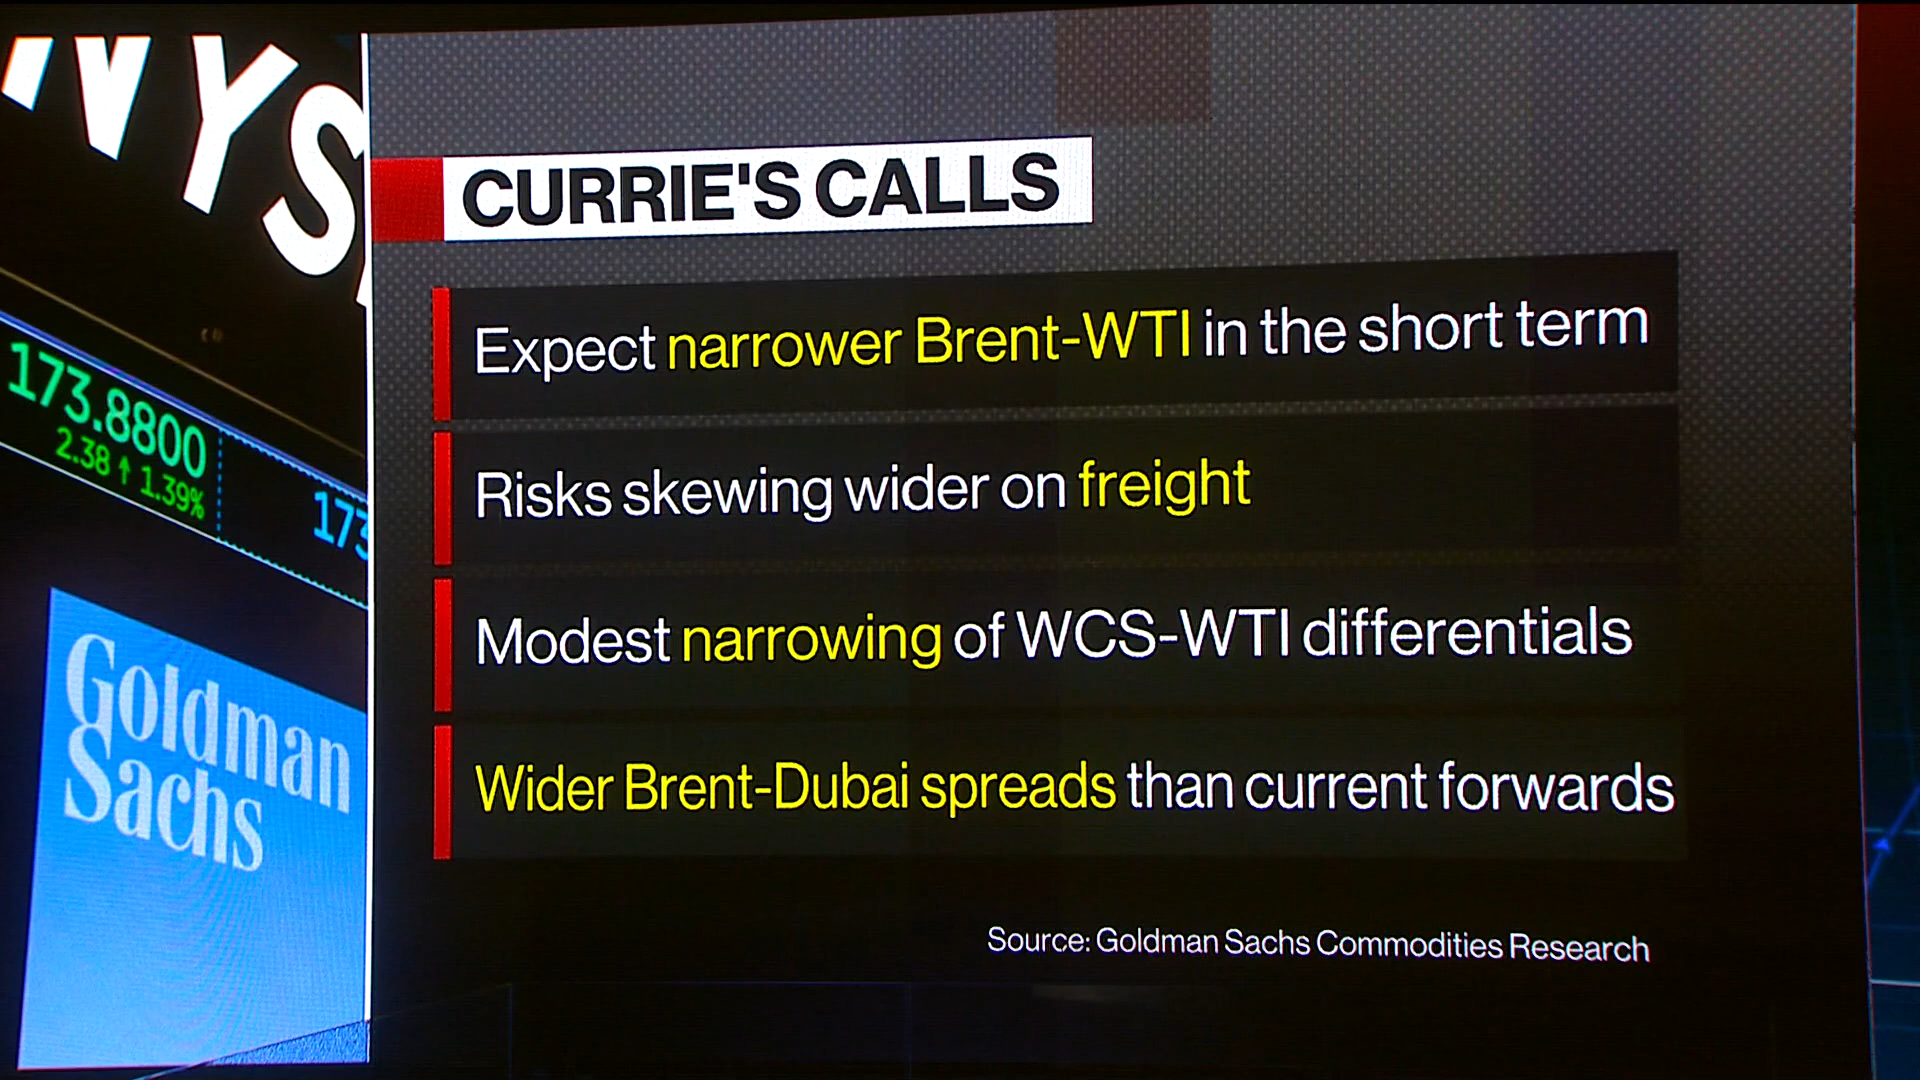 NYS
173.8800
2.38 ↑ 1.39%
173
Goldman
Sachs
CURRIE'S CALLS
Expect narrower Brent-WTI in the short term
Risks skewing wider on freight
Modest narrowing of WCS-WTI differentials
Wider Brent-Dubai spreads than current forwards
Source: Goldman Sachs Commodities Research